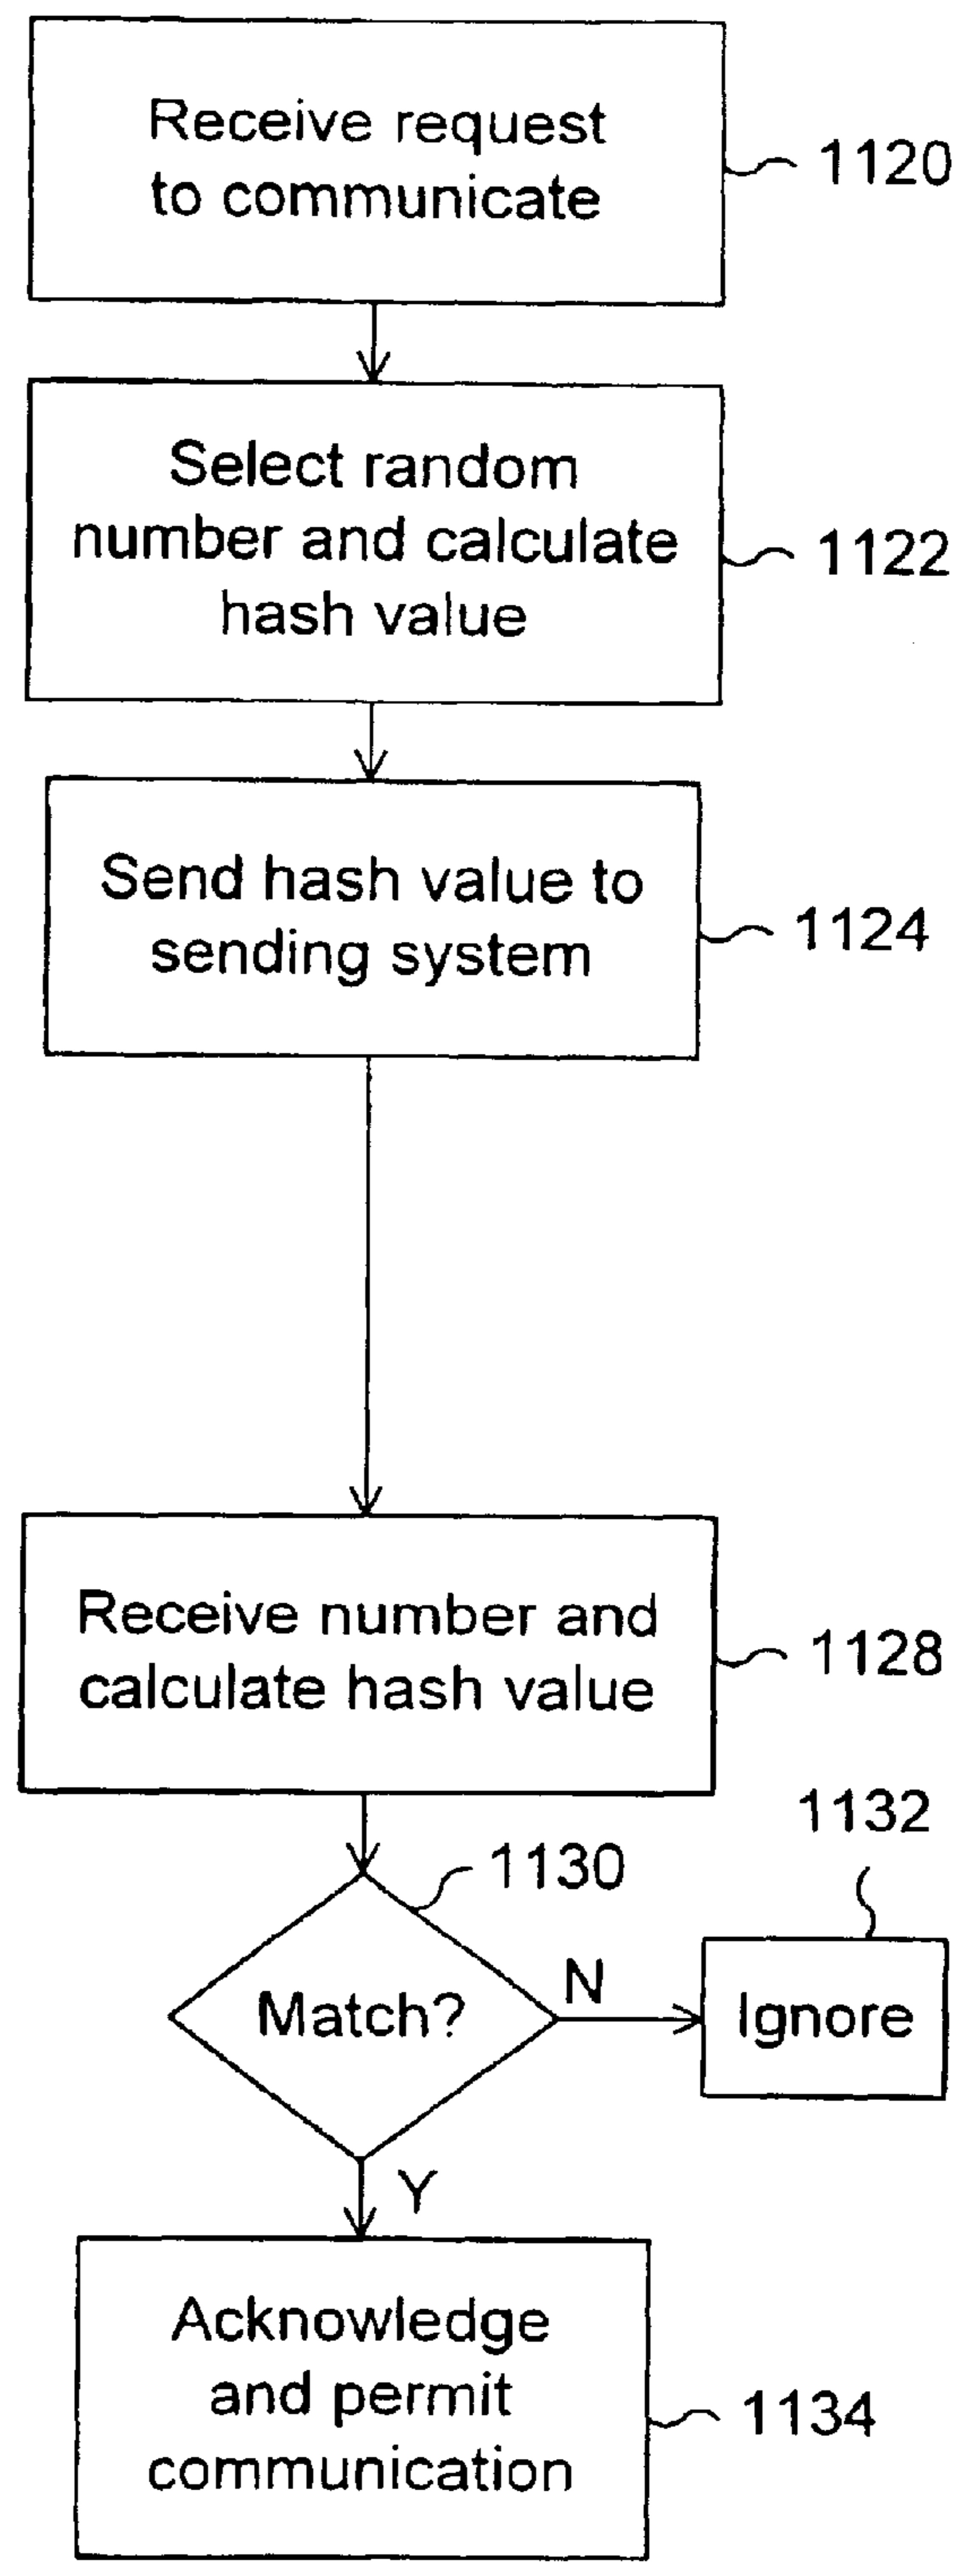 Receive request
to communicate
1120
Select random
number and calculate
hash value
1122
Send hash value to
sending system
1124
Receive number and
calculate hash value
1128
1132
1130
Match?
N
Ignore
Y
Acknowledge
and permit
communication
1134